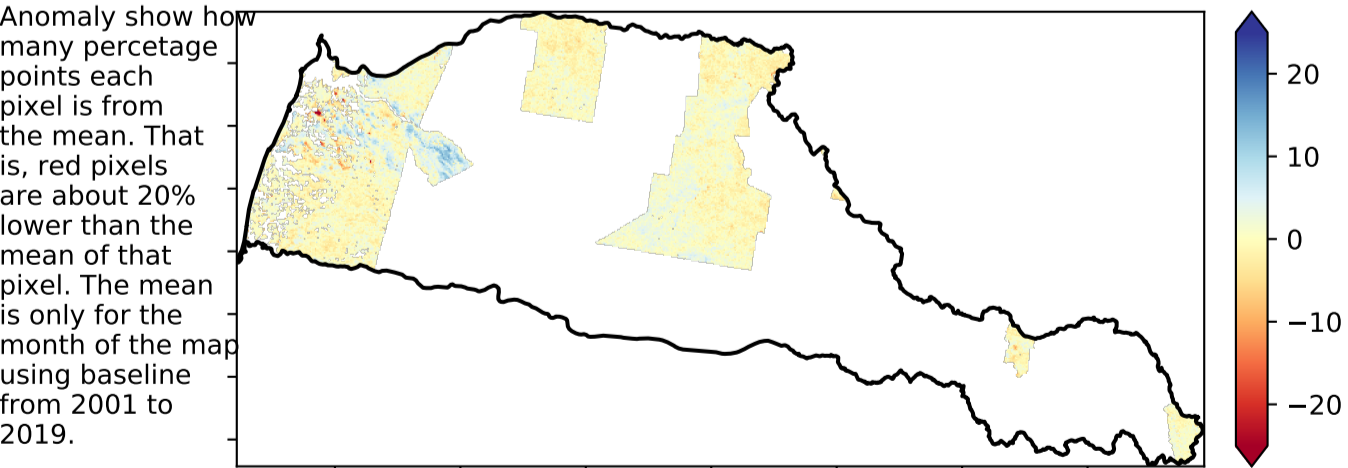 Anomaly show how
many percetage
points each
pixel is from
the mean. That
is, red pixels
are about 20%
lower than the
mean of that
pixel. The mean
is only for the
month of the map
using baseline
from 2001 to
2019.
20
10
0
−10
−20